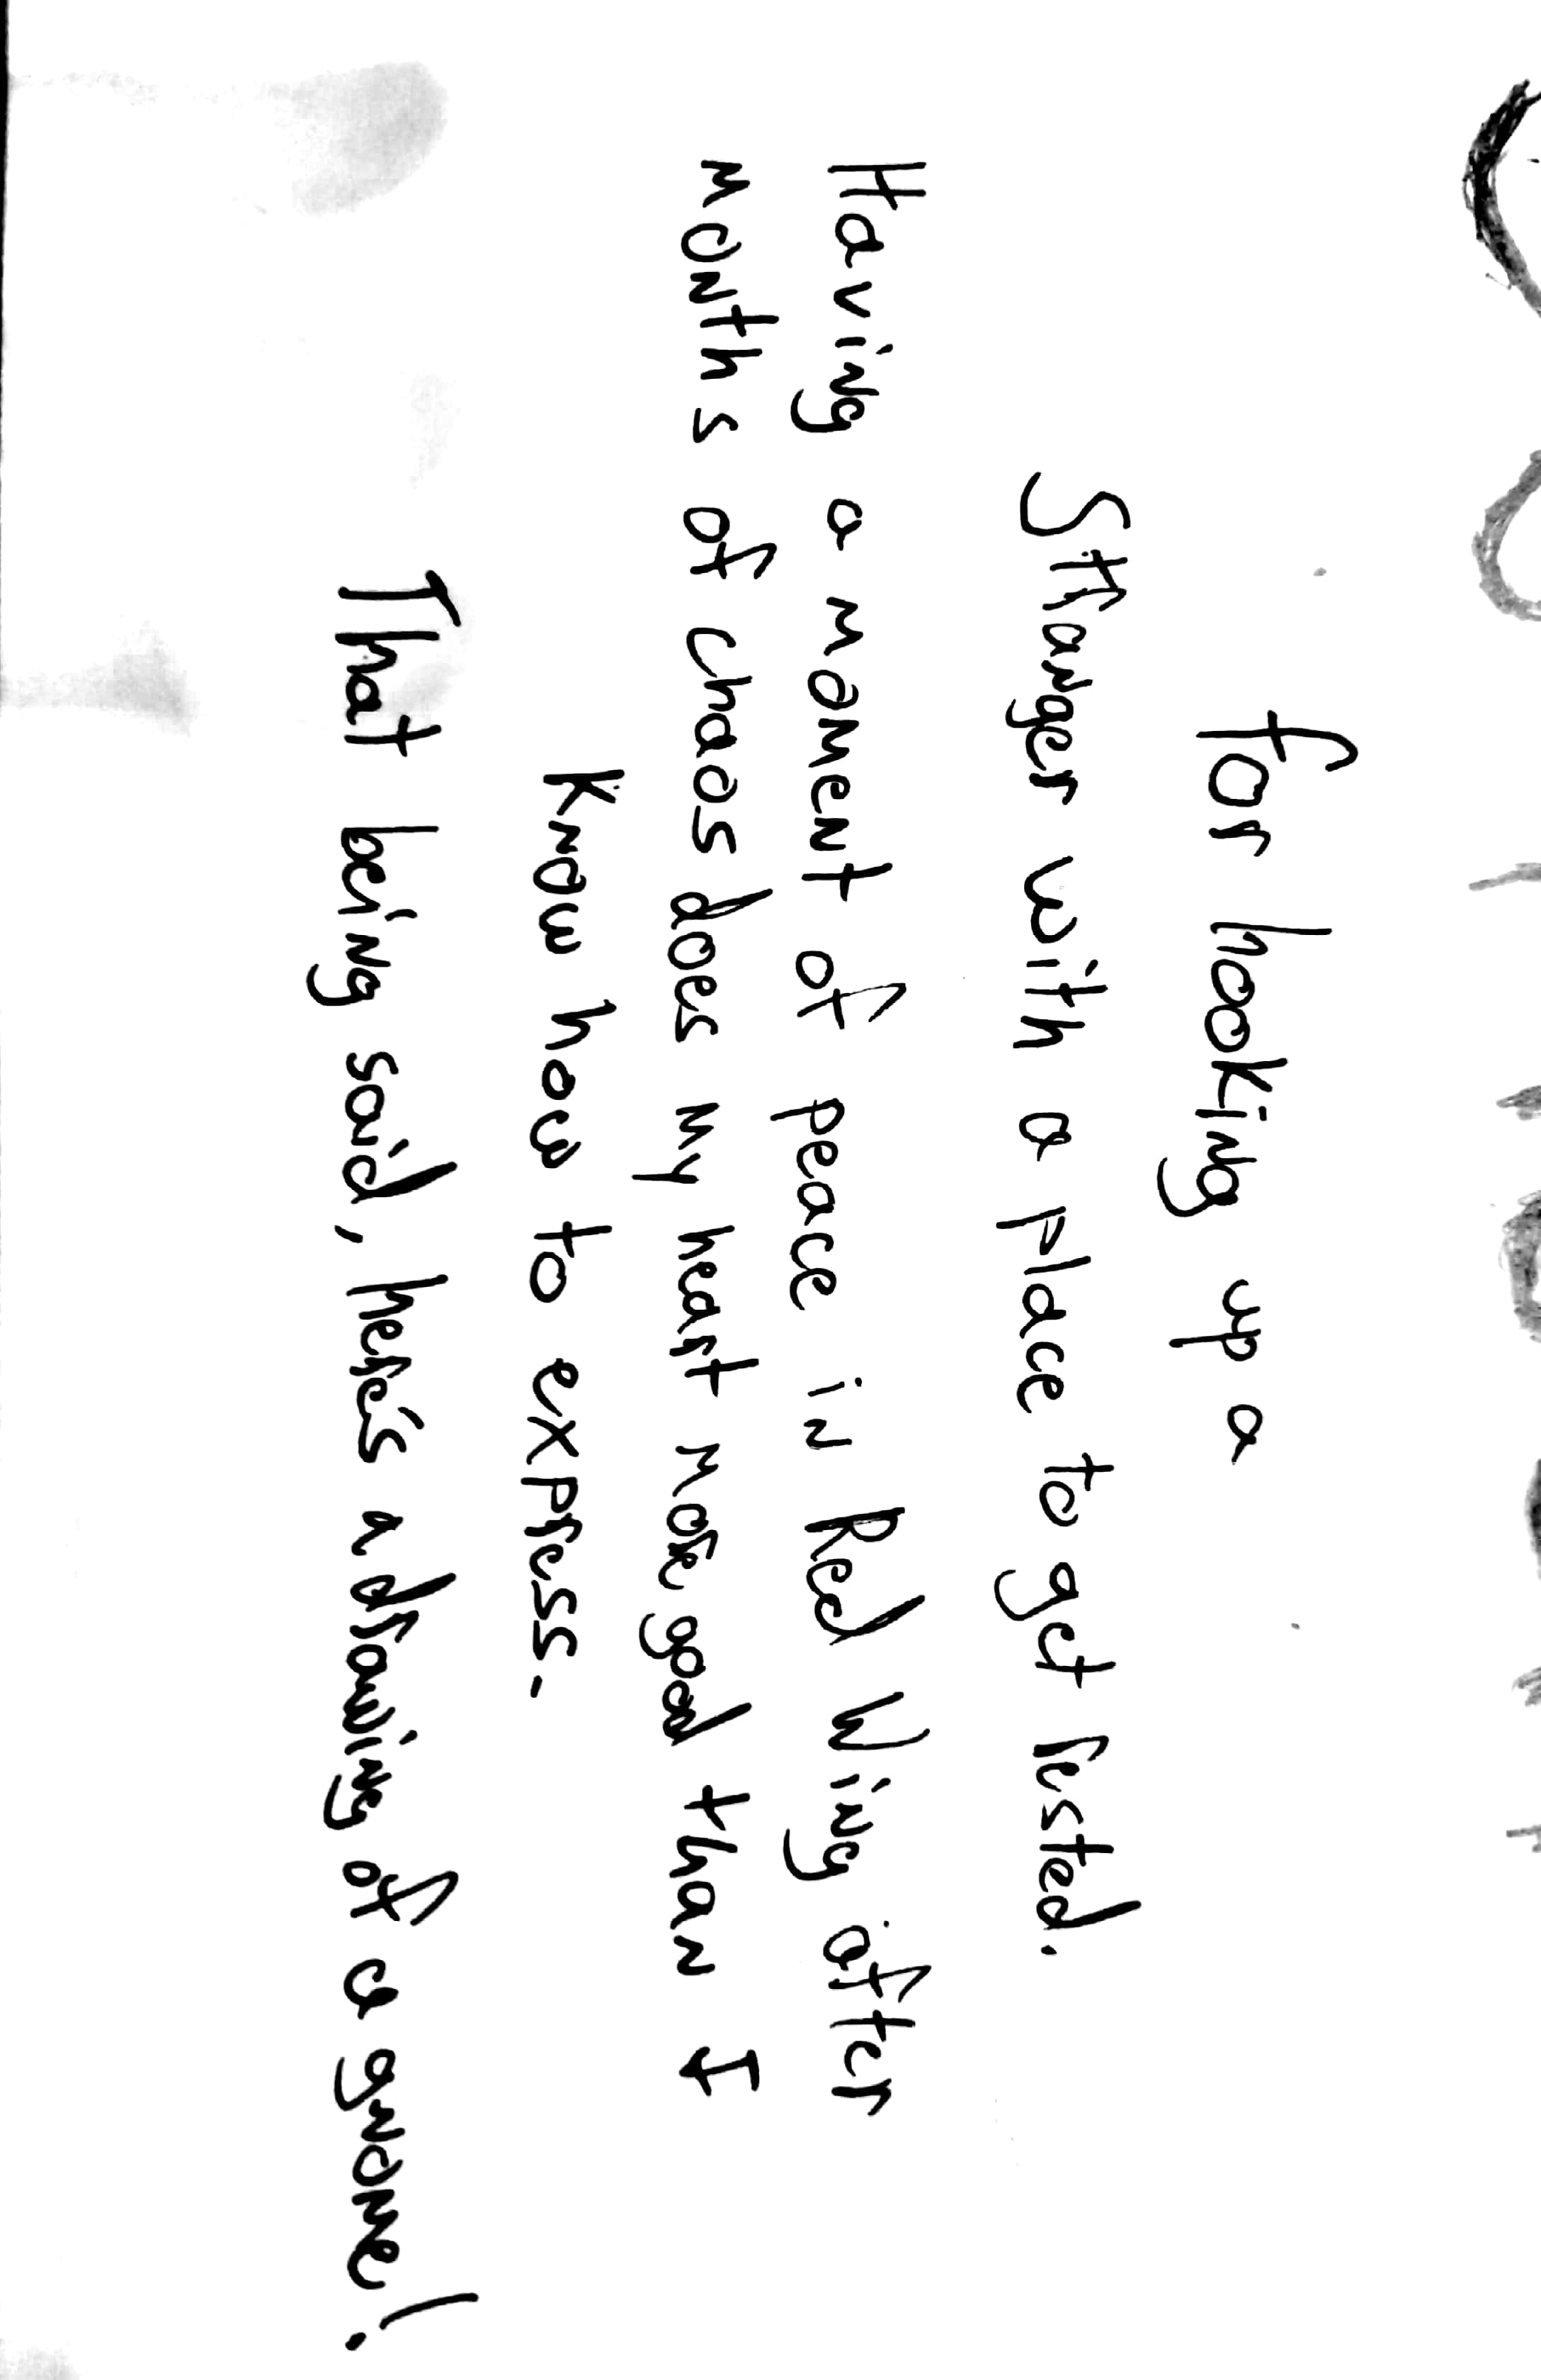 for hooking up a
Stranger with a place to get rested.
Having a moment of peace in Red Wing after
months of chaos does my heart more good than I
Know how to express.
That being said, here's a drawing of a gnome!